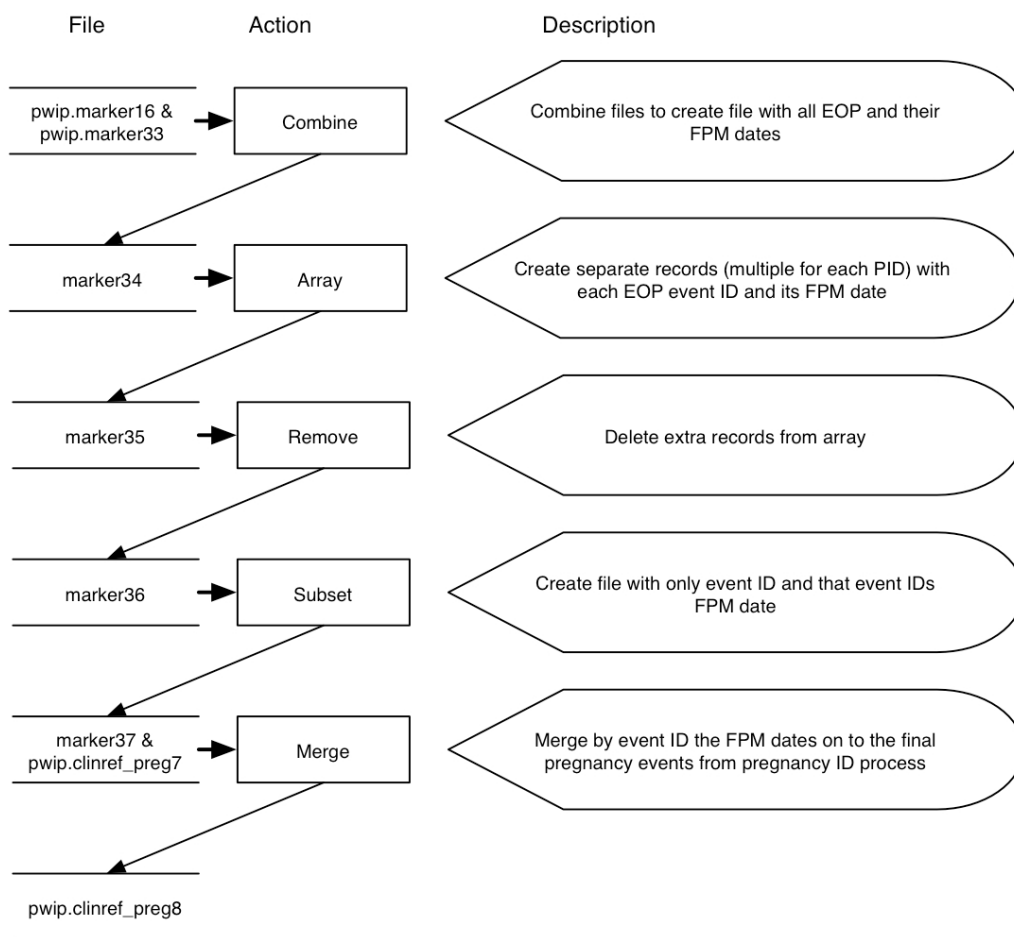 File
Action
Description
pwip.marker16 &
pwip.marker33
Combine
Combine files to create file with all EOP and their
FPM dates
marker34
Array
Create separate records (multiple for each PID) with
each EOP event ID and its FPM date
marker35
Remove
Delete extra records from array
marker36
Subset
Create file with only event ID and that event IDs
FPM date
marker37 &
pwip.clinref_preg7
Merge
Merge by event ID the FPM dates on to the final
pregnancy events from pregnancy ID process
pwip.clinref_preg8